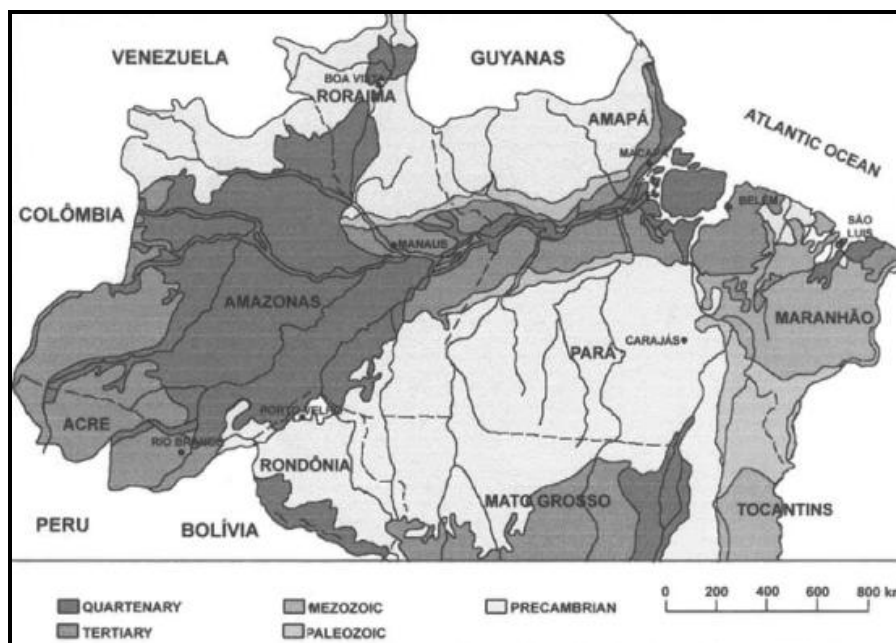 VENEZUELA
GUYANAS
BOA VISTA
RORAIMA
AMAPÁ
MACAPÁ
ATLANTIC OCEAN
COLÔMBIA
BELÉM
SÃO
LUIS
MANAUS
AMAZONAS
MARANHÃO
PARÁ
CARAJÁS
ACRE
PORTO VELHO
RIO BRANCO
RONDÔNIA
MATO GROSSO
TOCANTINS
PERU
BOLÍVIA
QUARTENARY
MEZOZOIC
PRECAMBRIAN
0 200 400 600 800 km
TERTIARY
PALEOZOIC